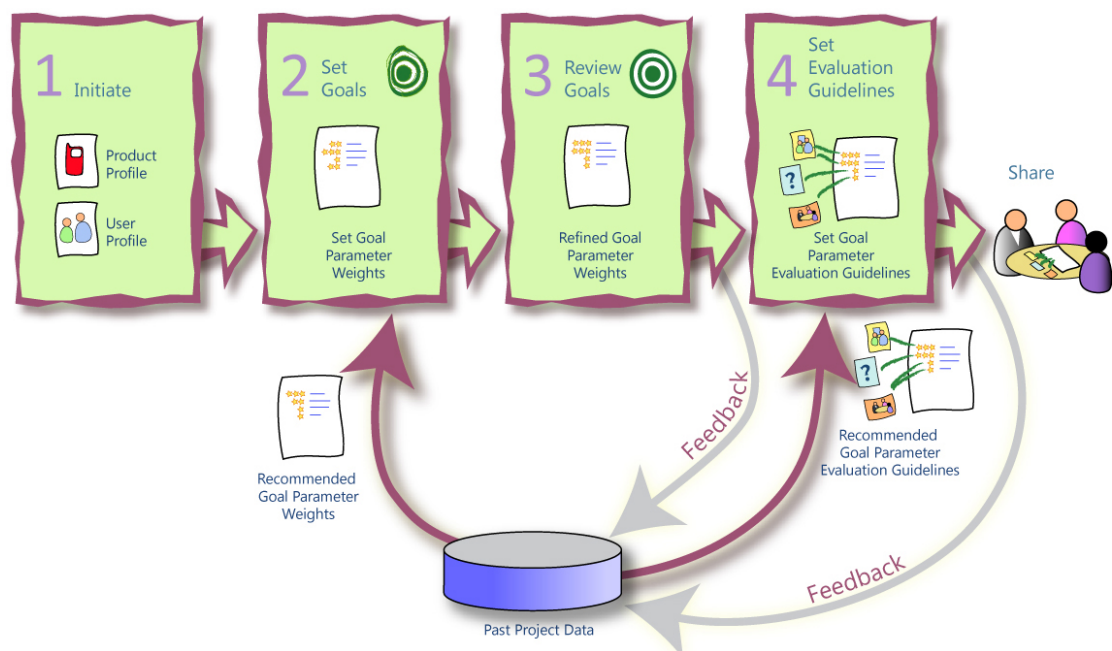 1 Initiate
Product
Profile
User
Profile
2 Set
Goals
Set Goal
Parameter
Weights
3 Review
Goals
Refined Goal
Parameter
Weights
4 Set
Evaluation
Guidelines
?
Set Goal
Parameter
Evaluation Guidelines
Share
Recommended
Goal Parameter
Weights
Feedback
?
Recommended
Goal Parameter
Evaluation Guidelines
Feedback
Past Project Data